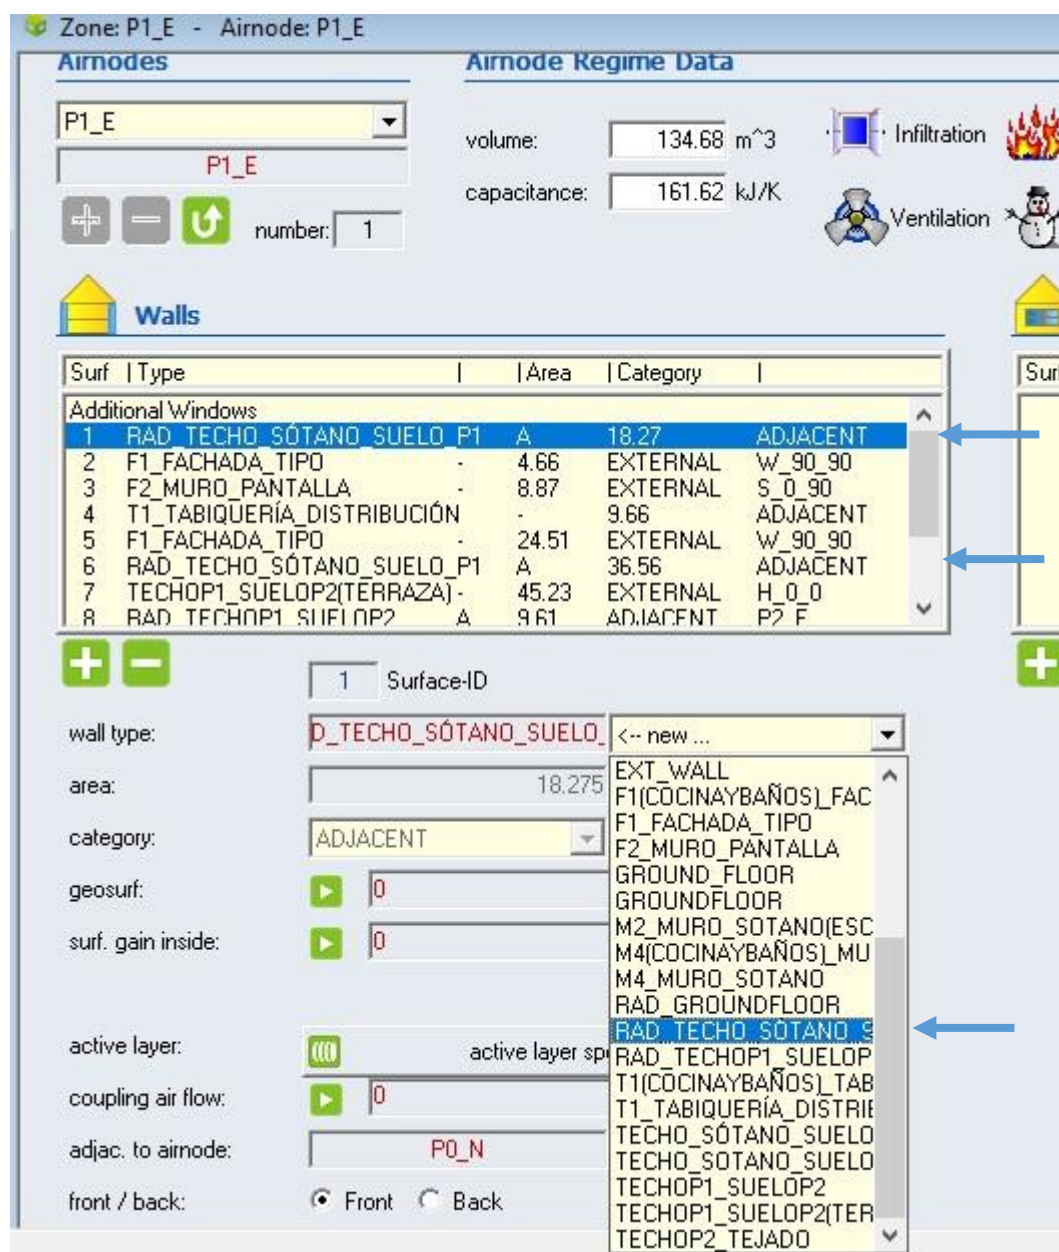 Zone: P1_E - Airnode: P1_E
Airnodes
Airnode Regime Data
P1_E
P1_E
number: 1
volume: 134.68 m^3
capacitance: 161.62 kJ/K
Infiltration
Ventilation
Walls
Surf | Type | | Area | Category |
Additional Windows
1 RAD_TECHO_SÓTANO_SUELO_P1 A 18.27 ADJACENT
2 F1_FACHADA_TIPO - 4.66 EXTERNAL W_90_90
3 F2_MURO_PANTALLA - 8.87 EXTERNAL S_0_90
4 T1_TABIQUERÍA_DISTRIBUCIÓN - 9.66 ADJACENT
5 F1_FACHADA_TIPO - 24.51 EXTERNAL W_90_90
6 RAD_TECHO_SÓTANO_SUELO_P1 A 36.56 ADJACENT
7 TECHOP1_SUELOP2(TERRAZA) - 45.23 EXTERNAL H_0_0
8 RAD_TECHOP1_SUELOP2 A 9.61 ADJACENT P2_E
Sur
1 Surface-ID
wall type: D_TECHO_SÓTANO_SUELO_ <-- new ...
area: 18.275
category: ADJACENT
geosurf: 0
surf. gain inside: 0
active layer: active layer sp
coupling air flow: 0
adjac. to airnode: P0_N
front / back: Front Back
EXT_WALL
F1(COCINAYBAÑOS)_FAC
F1_FACHADA_TIPO
F2_MURO_PANTALLA
GROUND_FLOOR
GROUNDFLOOR
M2_MURO_SOTANO(ESC
M4(COCINAYBAÑOS)_MU
M4_MURO_SOTANO
RAD_GROUNDFLOOR
RAD_TECHO_SÓTANO_S
RAD_TECHOP1_SUELOP
T1(COCINAYBAÑOS)_TAB
T1_TABIQUERÍA_DISTRIE
TECHO_SÓTANO_SUELO
TECHO_SOTANO_SUELO
TECHOP1_SUELOP2
TECHOP1_SUELOP2(TER
TECHOP2_TEJADO